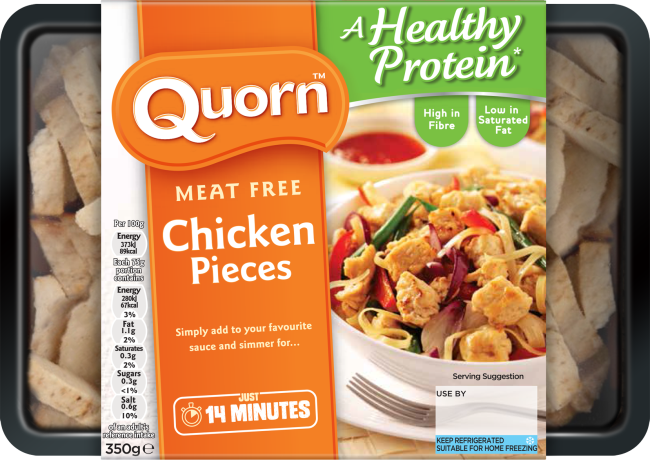 A Healthy
Protein*
Quorn™
High in
Fibre
Low in
Saturated
Fat
MEAT FREE
Chicken
Pieces
Per 100g
Energy
373kJ
89kcal
Each 75g
portion
contains
Energy
280kJ
67kcal
3%
Fat
1.1g
2%
Saturates
0.3g
2%
Sugars
0.3g
<1%
Salt
0.6g
10%
of an adult's
reference intake
350g e
Simply add to your favourite
sauce and simmer for...
JUST
14 MINUTES
Serving Suggestion
USE BY
KEEP REFRIGERATED
SUITABLE FOR HOME FREEZING